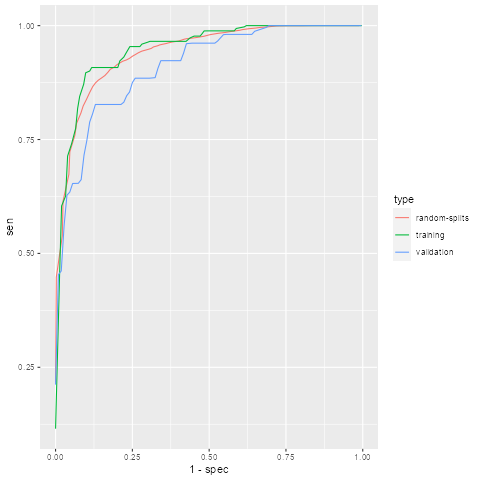 1.00
0.75
0.50
0.25
sen
0.00 0.25 0.50 0.75 1.00
1 - spec
type
random-splits
training
validation